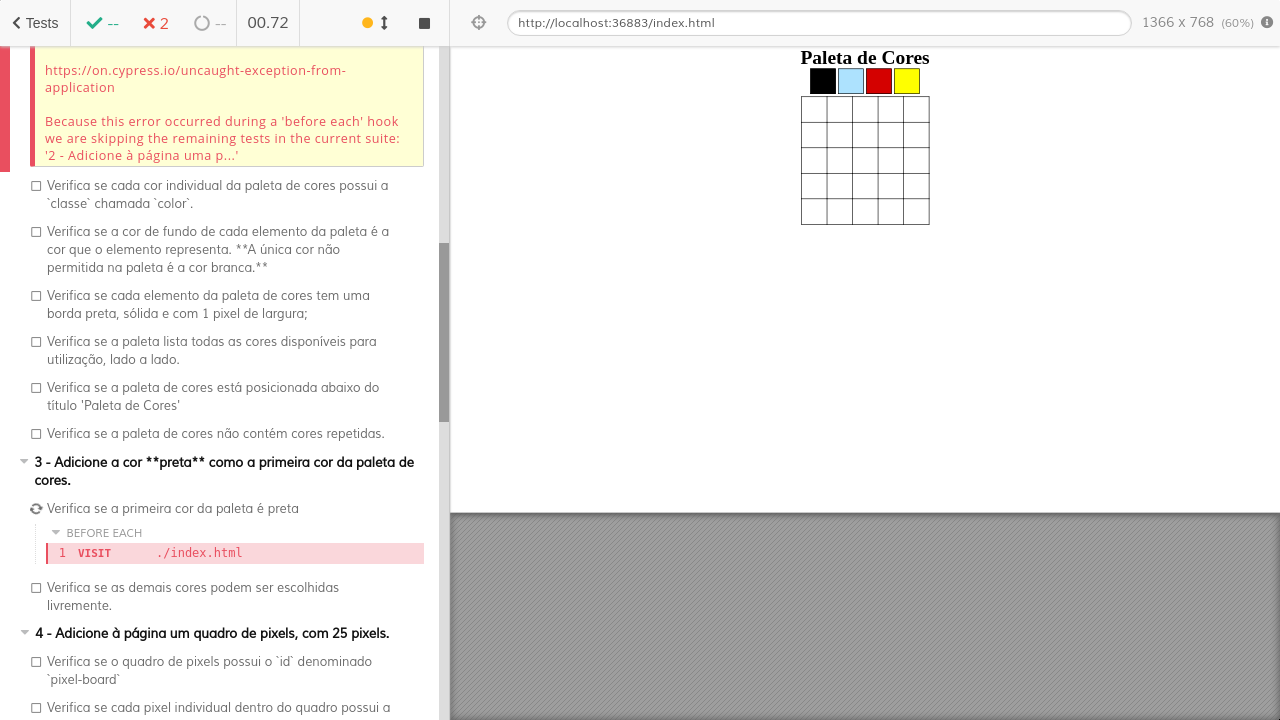 Tests
--
2
--
00.72
http://localhost:36883/index.html
1366 x 768 (60%)
https://on.cypress.io/uncaught-exception-from-
application
Because this error occurred during a 'before each' hook
we are skipping the remaining tests in the current suite:
'2 - Adicione à página uma p...'
Verifica se cada cor individual da paleta de cores possui a
`classe` chamada `color`.
Verifica se a cor de fundo de cada elemento da paleta é a
cor que o elemento representa. **A única cor não
permitida na paleta é a cor branca.**
Verifica se cada elemento da paleta de cores tem uma
borda preta, sólida e com 1 pixel de largura;
Verifica se a paleta lista todas as cores disponíveis para
utilização, lado a lado.
Verifica se a paleta de cores está posicionada abaixo do
título 'Paleta de Cores'
Verifica se a paleta de cores não contém cores repetidas.
3 - Adicione a cor **preta** como a primeira cor da paleta de
cores.
Verifica se a primeira cor da paleta é preta
BEFORE EACH
1 VISIT ./index.html
Verifica se as demais cores podem ser escolhidas
livremente.
4 - Adicione à página um quadro de pixels, com 25 pixels.
Verifica se o quadro de pixels possui o `id` denominado
`pixel-board`
Verifica se cada pixel individual dentro do quadro possui a
Paleta de Cores